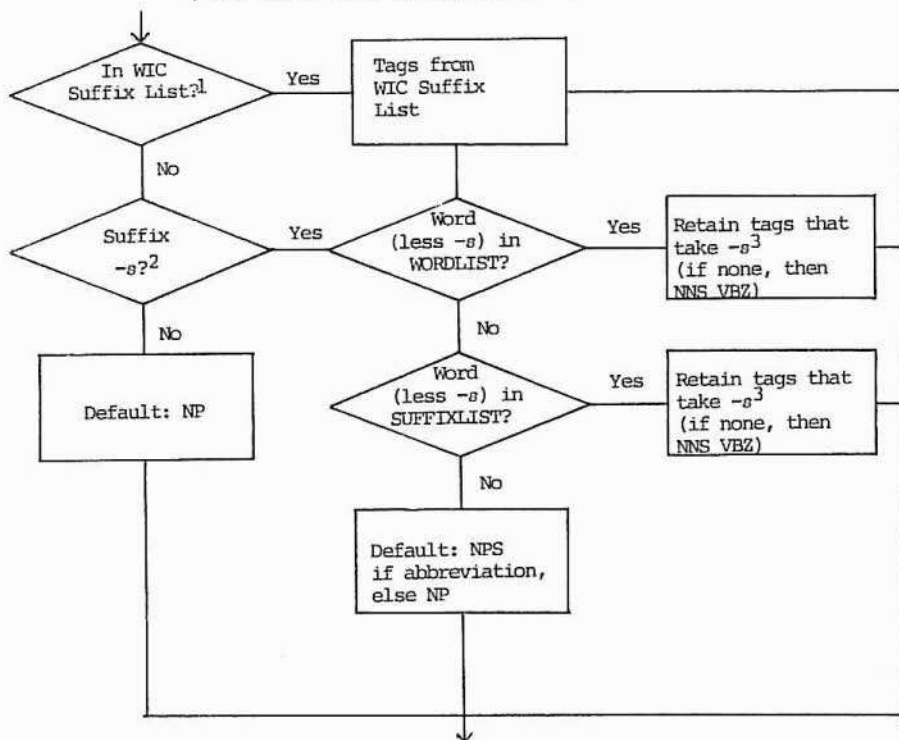 In WIC
Suffix List?1
Yes
Tags from
WIC Suffix
List
No
Suffix
-s?2
Yes
Word
(less -s) in
WORDLIST?
Yes
Retain tags that
take -s3
(if none, then
NNS VBZ)
No
No
Default: NP
Word
(less -s) in
SUFFIXLIST?
Yes
Retain tags that
take -s3
(if none, then
NNS VBZ)
No
Default: NPS
if abbreviation,
else NP